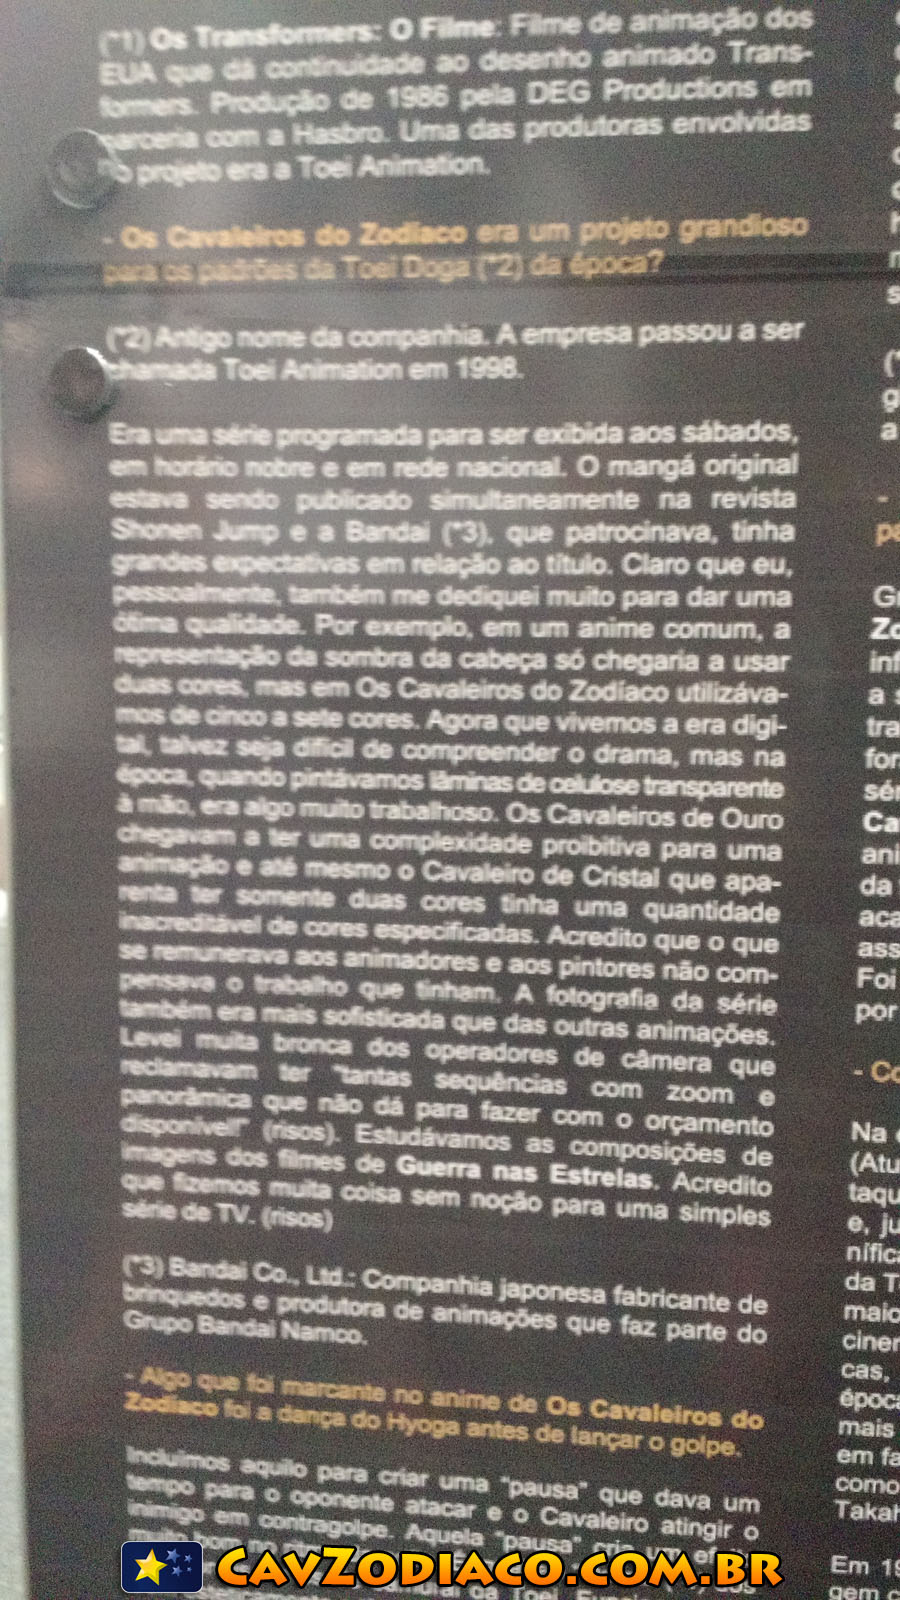 (*1) Os Transformers: O Filme: Filme de animação dos
EUA que dá continuidade ao desenho animado Trans-
formers. Produção de 1986 pela DEG Productions em
parceria com a Hasbro. Uma das produtoras envolvidas
no projeto era a Toei Animation.
- Os Cavaleiros do Zodíaco era um projeto grandioso
para os padrões da Toei Doga (*2) da época?
(*2) Antigo nome da companhia. A empresa passou a ser
chamada Toei Animation em 1998.
Era uma série programada para ser exibida aos sábados,
em horário nobre e em rede nacional. O mangá original
estava sendo publicado simultaneamente na revista
Shonen Jump e a Bandai (*3), que patrocinava, tinha
grandes expectativas em relação ao título. Claro que eu,
pessoalmente, também me dediquei muito para dar uma
ótima qualidade. Por exemplo, em um anime comum, a
representação da sombra da cabeça só chegaria a usar
duas cores, mas em Os Cavaleiros do Zodíaco utilizáva-
mos de cinco a sete cores. Agora que vivemos a era digi-
tal, talvez seja difícil de compreender o drama, mas na
época, quando pintávamos lâminas de celulose transparente
à mão, era algo muito trabalhoso. Os Cavaleiros de Ouro
chegavam a ter uma complexidade proibitiva para uma
animação e até mesmo o Cavaleiro de Cristal que apa-
renta ter somente duas cores tinha uma quantidade
inacreditável de cores especificadas. Acredito que o que
se remunerava aos animadores e aos pintores não com-
pensava o trabalho que tinham. A fotografia da série
também era mais sofisticada que das outras animações.
Levei muita bronca dos operadores de câmera que
reclamavam ter "tantas sequências com zoom e
panorâmica que não dá para fazer com o orçamento
disponível!" (risos). Estudávamos as composições de
imagens dos filmes de Guerra nas Estrelas. Acredito
que fizemos muita coisa sem noção para uma simples
série de TV. (risos)
(*3) Bandai Co., Ltd.: Companhia japonesa fabricante de
brinquedos e produtora de animações que faz parte do
Grupo Bandai Namco.
- Algo que foi marcante no anime de Os Cavaleiros do
Zodíaco foi a dança do Hyoga antes de lançar o golpe.
Incluímos aquilo para criar uma "pausa" que dava um
tempo para o oponente atacar e o Cavaleiro atingir o
inimigo em contragolpe. Aquela "pausa"
Na
(Atu
e, ju
da T
cas,
época
mais
em fa
como
Takah
Em 19
gem
CavZodiaco.com.br